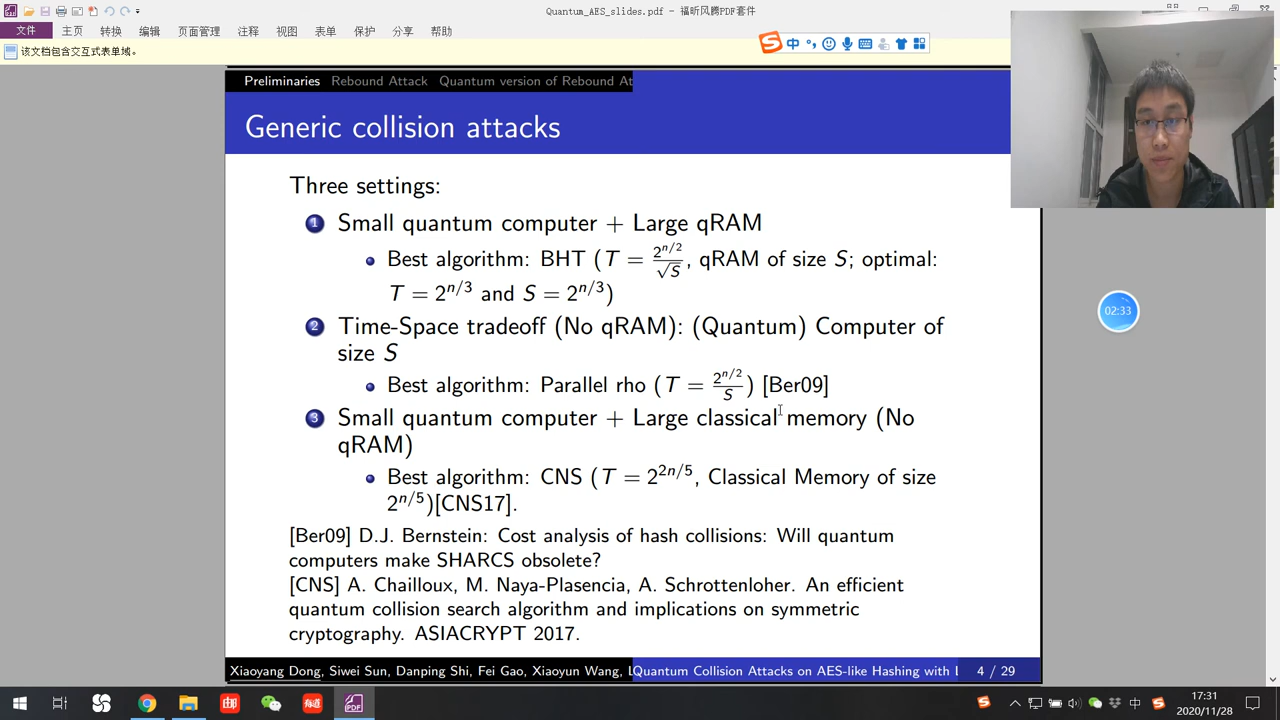 Quantum_AES_slides.pdf - 福昕风腾PDF套件
文件 主页 转换 编辑 页面管理 注释 视图 表单 保护 分享 帮助
该文档包含交互式表单域。
中
Preliminaries Rebound Attack Quantum version of Rebound At
Generic collision attacks
Three settings:
1 Small quantum computer + Large qRAM
Best algorithm: BHT (T = 2^{n/2}/√S, qRAM of size S; optimal:
T = 2^{n/3} and S = 2^{n/3})
2 Time-Space tradeoff (No qRAM): (Quantum) Computer of
size S
Best algorithm: Parallel rho (T = 2^{n/2}/S) [Ber09]
3 Small quantum computer + Large classical memory (No
qRAM)
Best algorithm: CNS (T = 2^{2n/5}, Classical Memory of size
2^{n/5})[CNS17].
[Ber09] D.J. Bernstein: Cost analysis of hash collisions: Will quantum
computers make SHARCS obsolete?
[CNS] A. Chailloux, M. Naya-Plasencia, A. Schrottenloher. An efficient
quantum collision search algorithm and implications on symmetric
cryptography. ASIACRYPT 2017.
Xiaoyang Dong, Siwei Sun, Danping Shi, Fei Gao, Xiaoyun Wang, L Quantum Collision Attacks on AES-like Hashing with L 4 / 29
02:33
PDF
中
17:31
2020/11/28